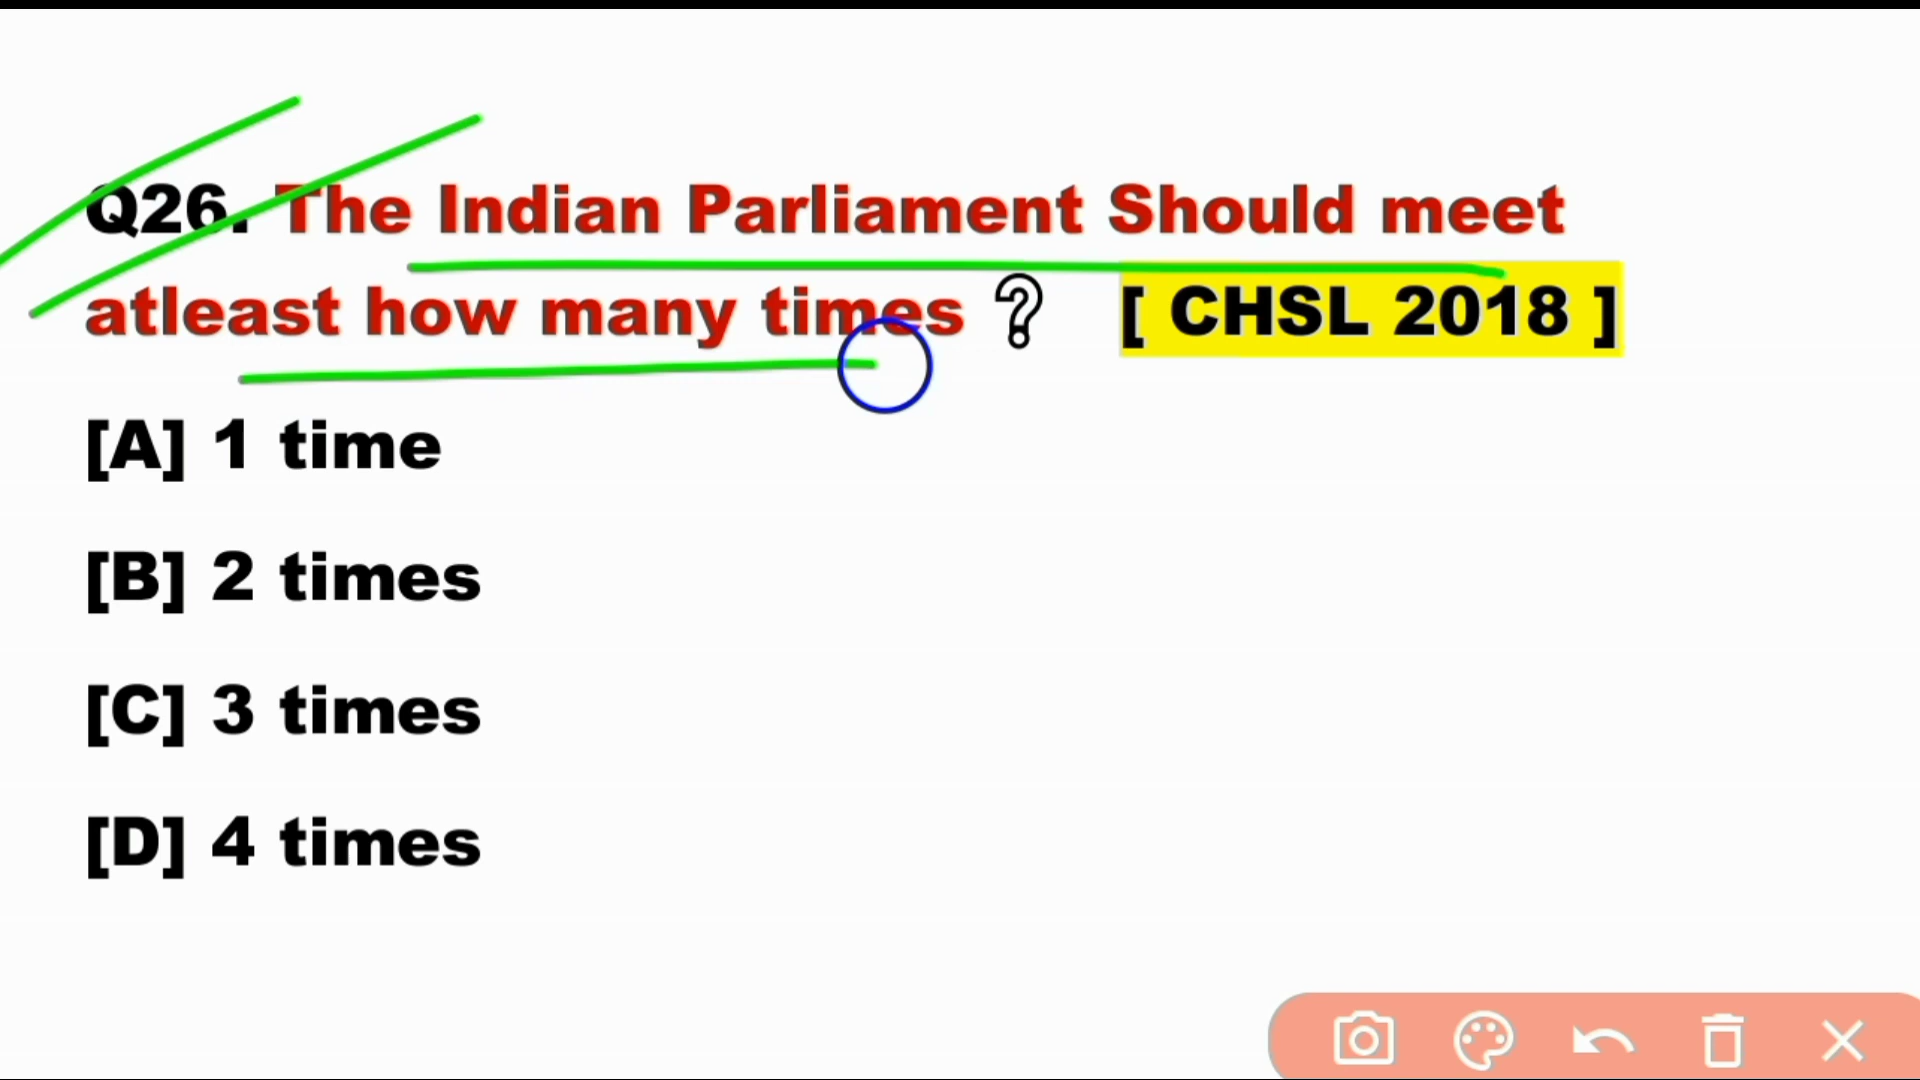 Q26. The Indian Parliament Should meet
atleast how many times ? [ CHSL 2018 ]
[A] 1 time
[B] 2 times
[C] 3 times
[D] 4 times